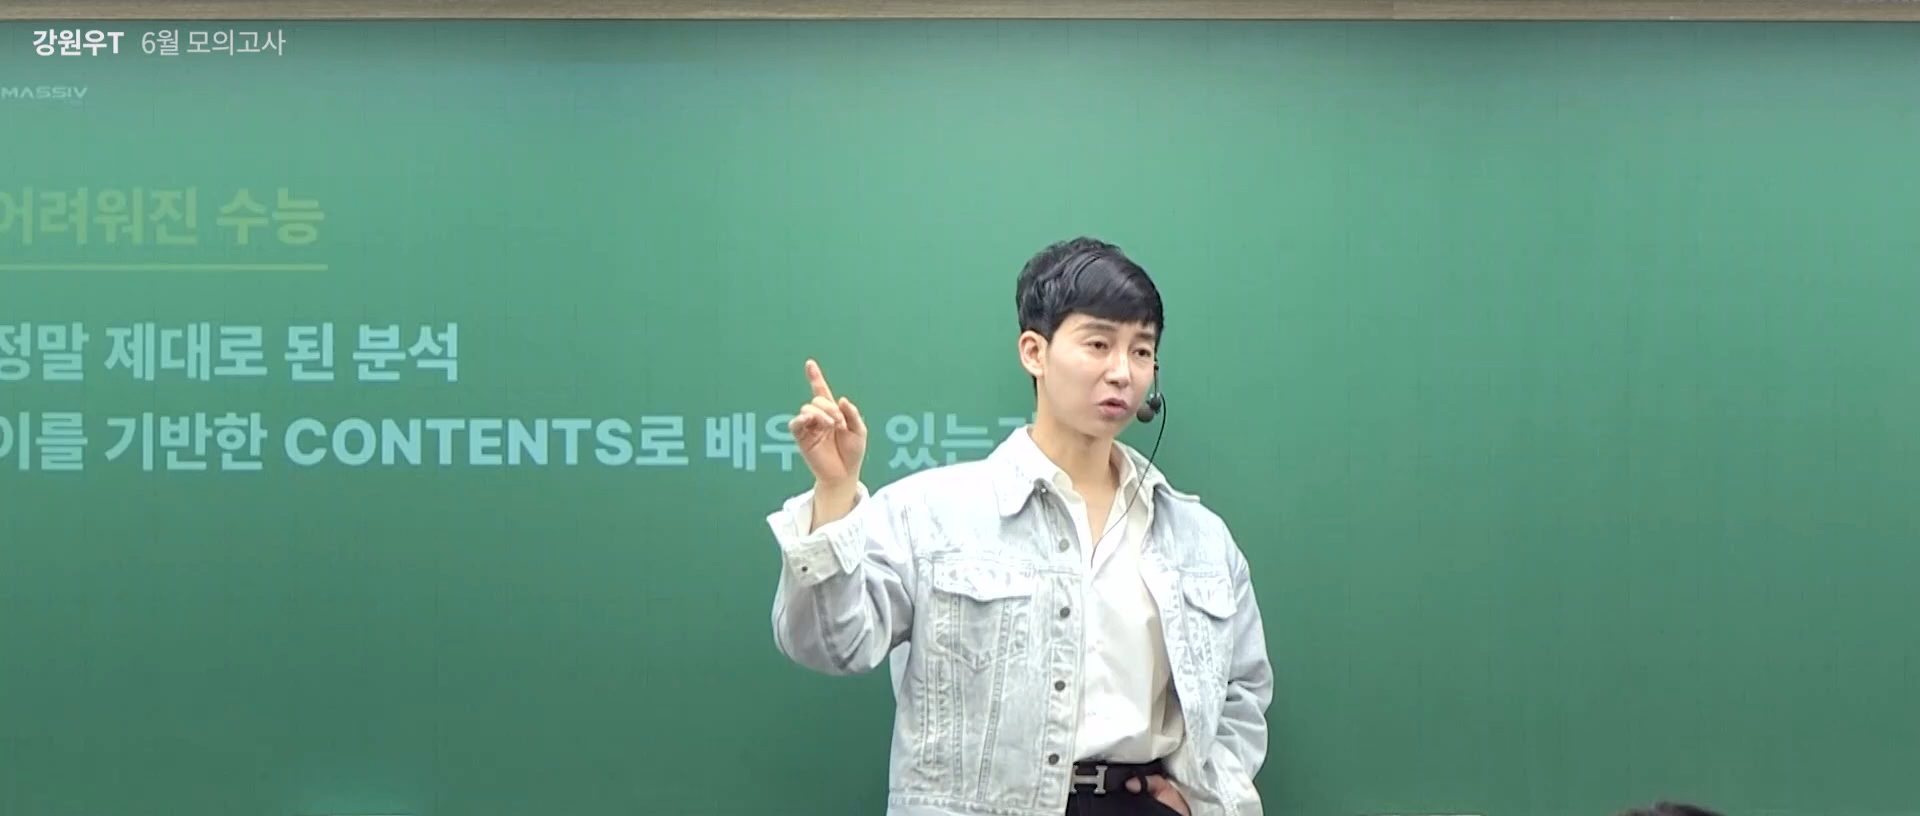 강원우T 6월 모의고사
MASSIV
어려워진 수능
정말 제대로 된 분석
이를 기반한 CONTENTS로 있는